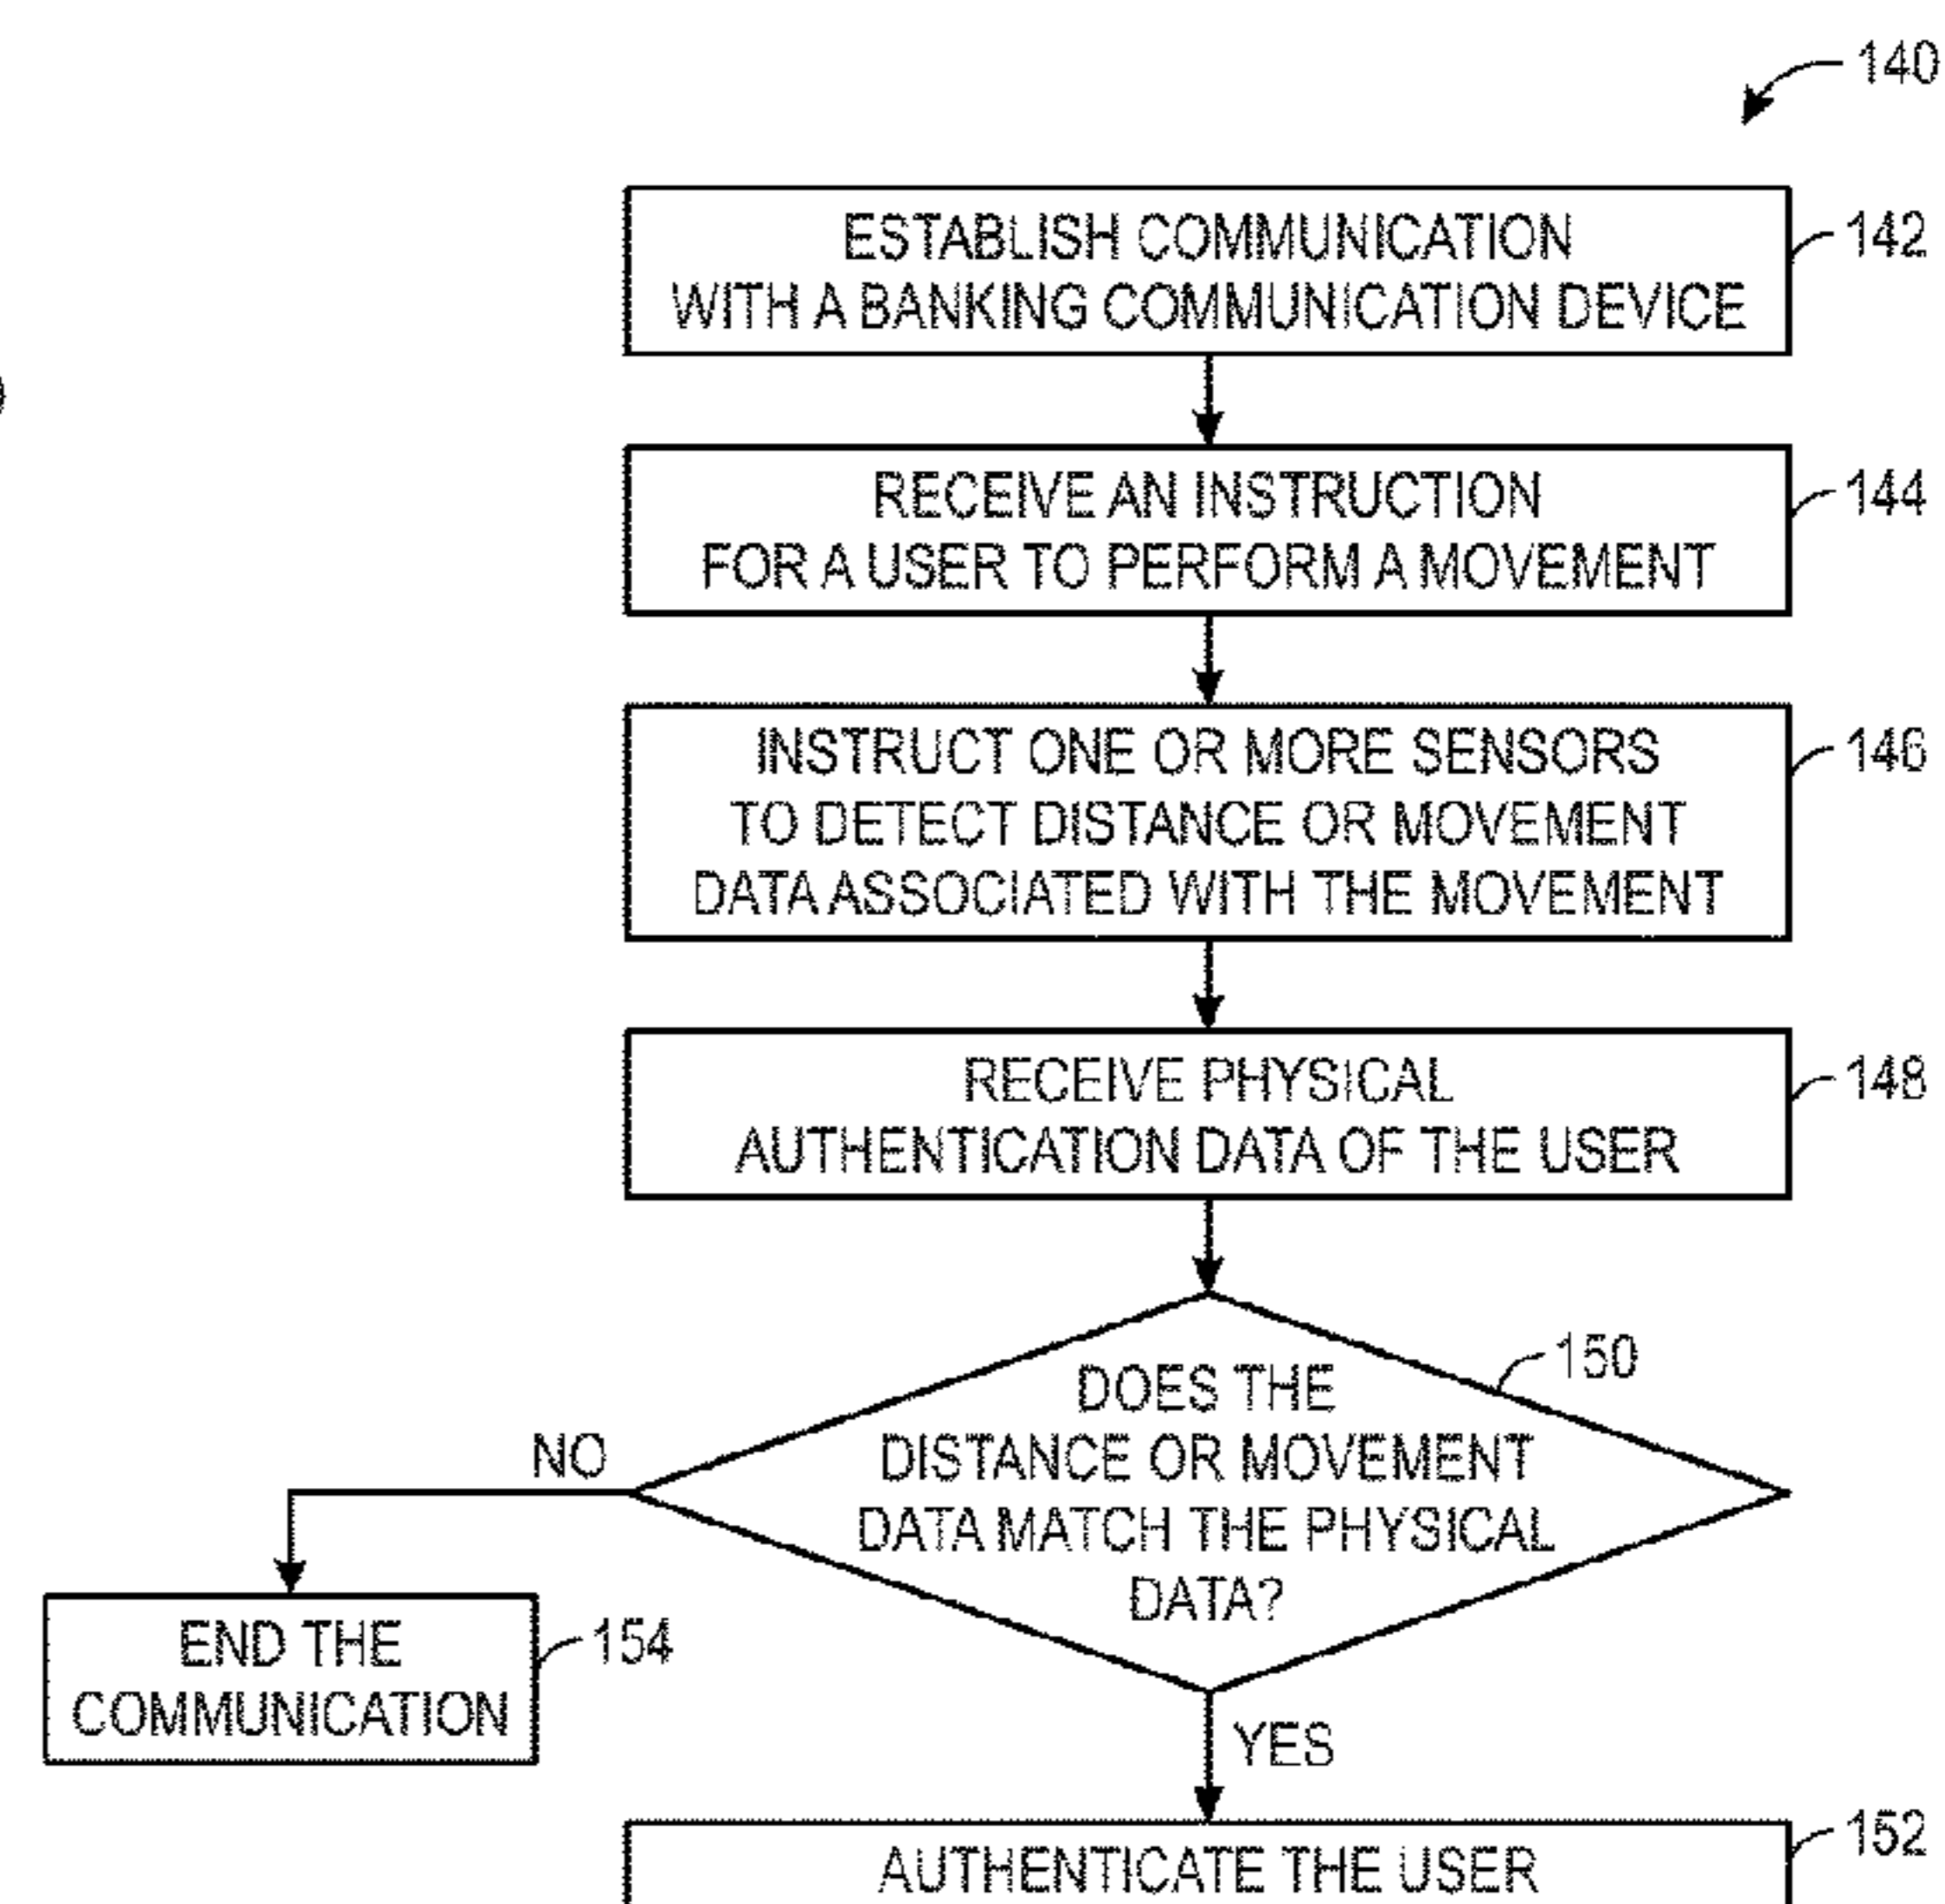 140
ESTABLISH COMMUNICATION
WITH A BANKING COMMUNICATION DEVICE
142
RECEIVE AN INSTRUCTION
FOR A USER TO PERFORM A MOVEMENT
144
INSTRUCT ONE OR MORE SENSORS
TO DETECT DISTANCE OR MOVEMENT
DATA ASSOCIATED WITH THE MOVEMENT
146
RECEIVE PHYSICAL
AUTHENTICATION DATA OF THE USER
148
DOES THE
DISTANCE OR MOVEMENT
DATA MATCH THE PHYSICAL
DATA?
150
NO
END THE
COMMUNICATION
154
YES
AUTHENTICATE THE USER
152